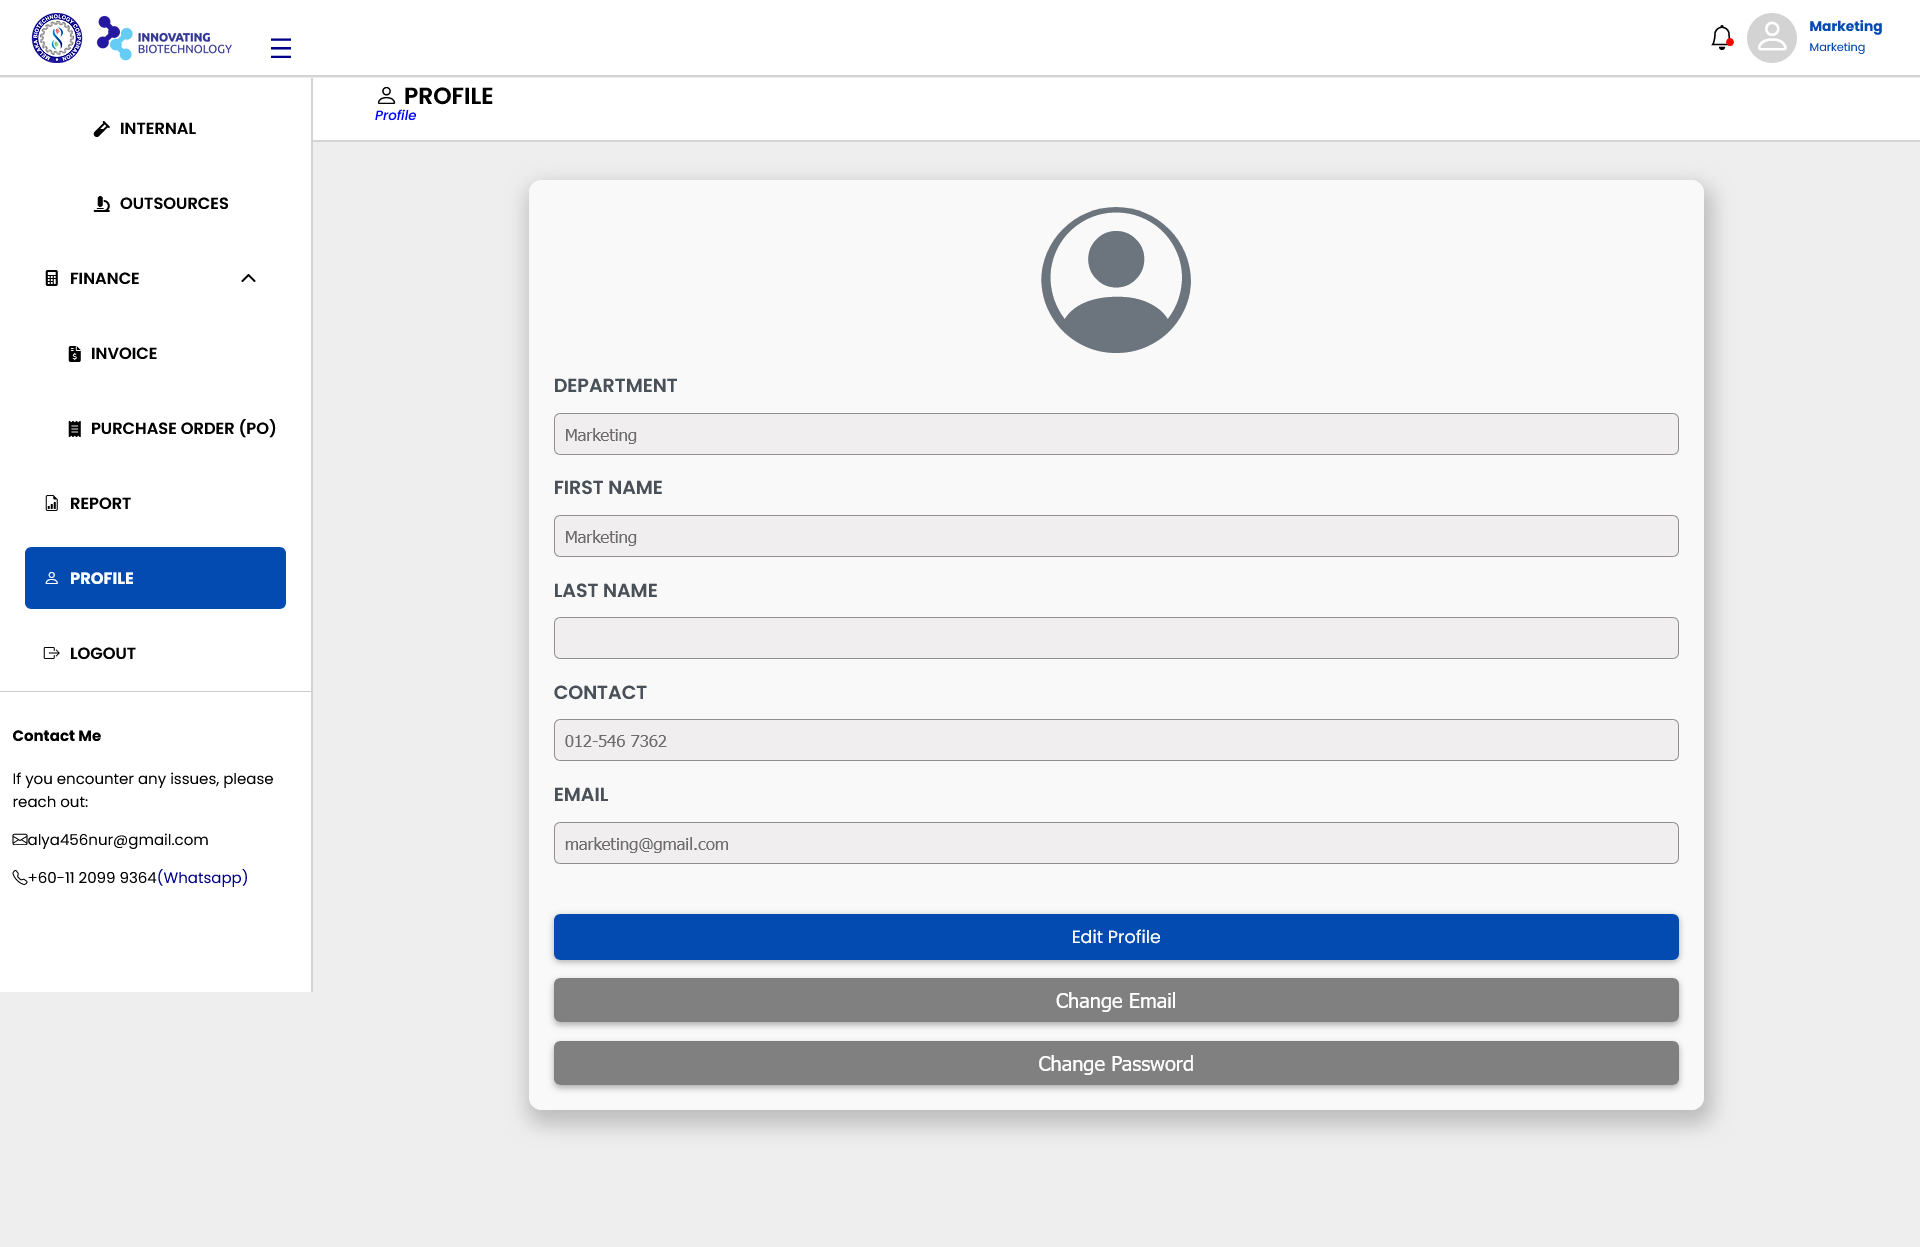 INNOVATING
BIOTECHNOLOGY
Marketing
Marketing
PROFILE
Profile
INTERNAL
OUTSOURCES
FINANCE
INVOICE
PURCHASE ORDER (PO)
REPORT
PROFILE
LOGOUT
Contact Me
If you encounter any issues, please
reach out:
alya456nur@gmail.com
+60-11 2099 9364(Whatsapp)
DEPARTMENT
Marketing
FIRST NAME
Marketing
LAST NAME
CONTACT
012-546 7362
EMAIL
marketing@gmail.com
Edit Profile
Change Email
Change Password